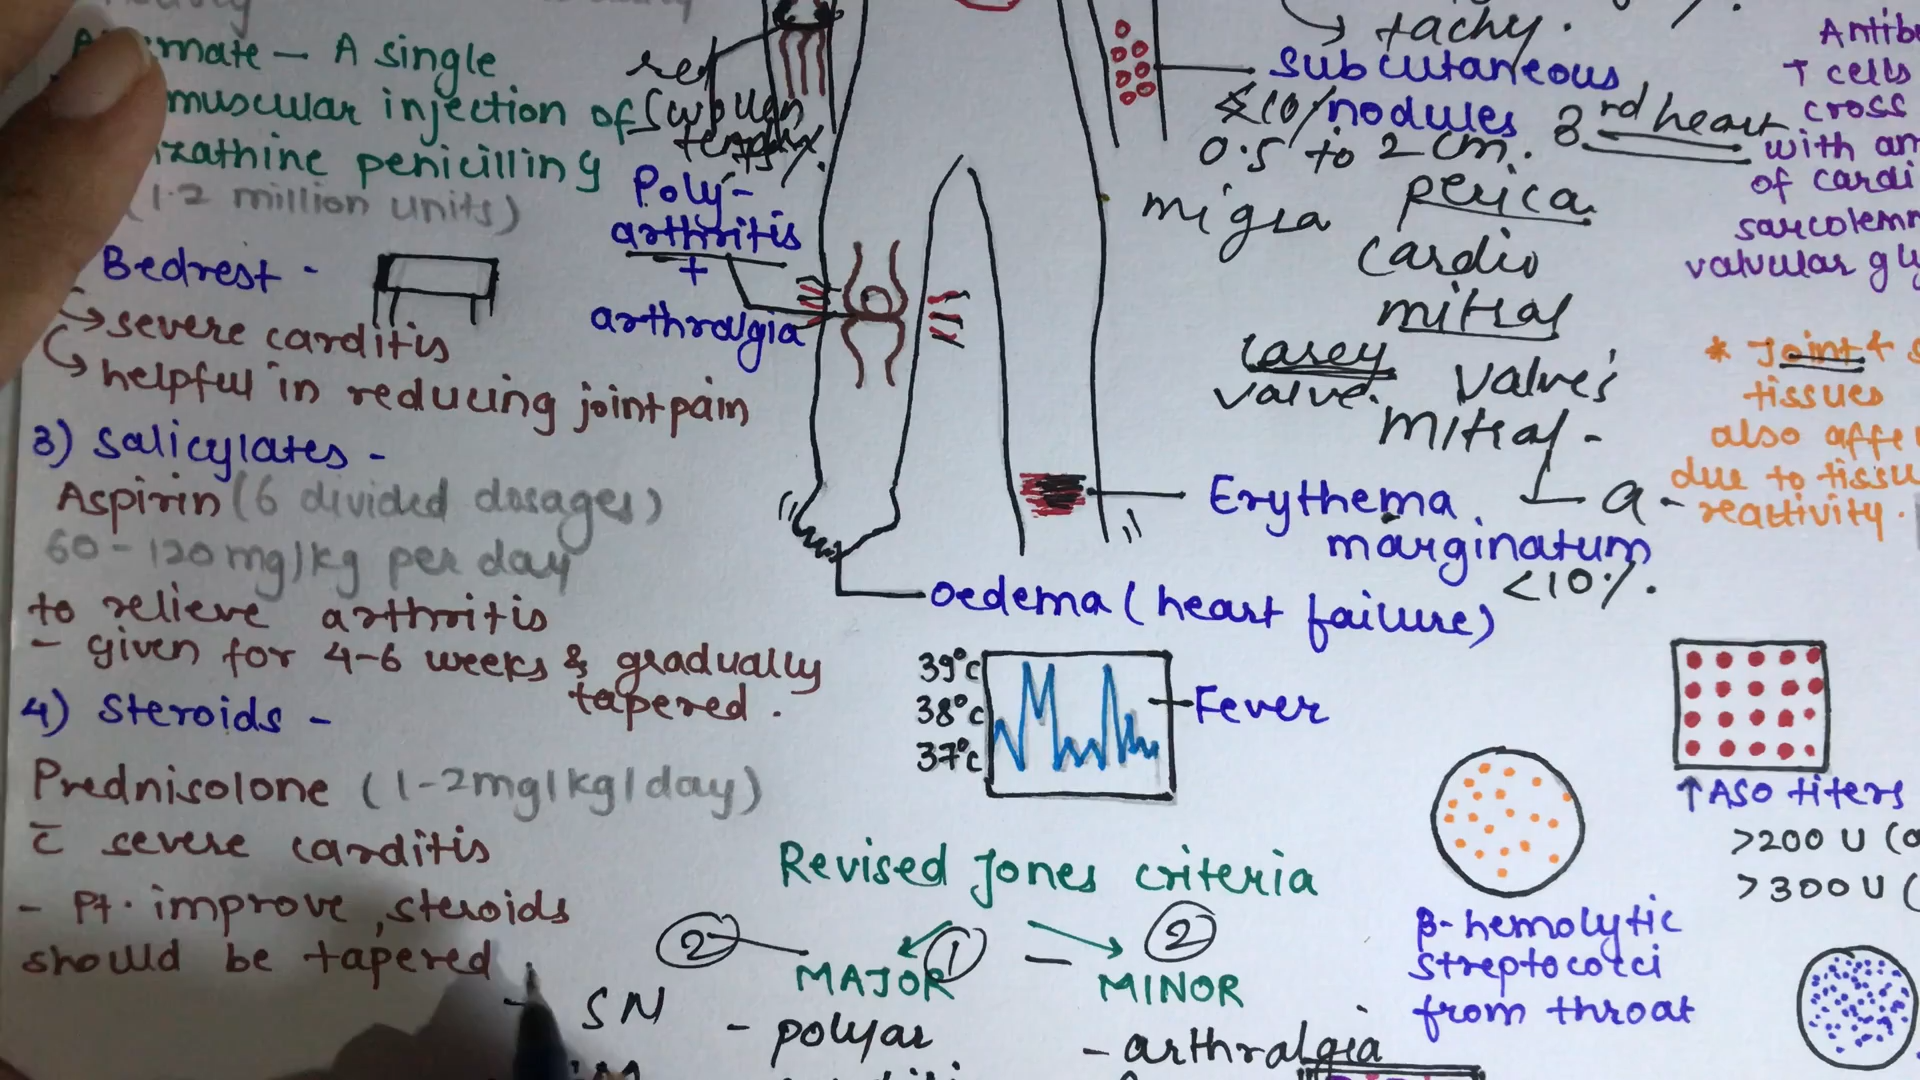 mate - A single
muscular injection of
zathine penicilling
(1.2 million units)
Bedrest -
severe carditis
helpful in reducing joint pain
3) Salicylates -
Aspirin (6 divided dosages)
60-120mg/kg per day
to relieve arthritis
- given for 4-6 weeks & gradually
tapered.
4) Steroids -
Prednisolone (1-2mg/kg/day)
c̄ severe carditis
- Pt. improve, steroids
should be tapered
Poly-
arthritis
+
arthralgia
tachy.
Subcutaneous
nodules
0.5 to 2 cm.
migra
3rd heart
perica
cardio
mitral
carey
valve.
Valve's
Mitral -
a -
Erythema
marginatum
<10%.
Oedema (heart failure)
39°c
38°c
37°c
Fever
Revised Jones criteria
2
1
2
MAJOR
MINOR
SN
- polyar
- arthralgia
Antib
T cells
cross
with an
of cardi
sarcolemn
valvular gly
* Joint &
tissues
also affe
due to tissu
reactivity.
↑ASO titers
>200 U (
>300 U (
β-hemolytic
streptococci
from throat